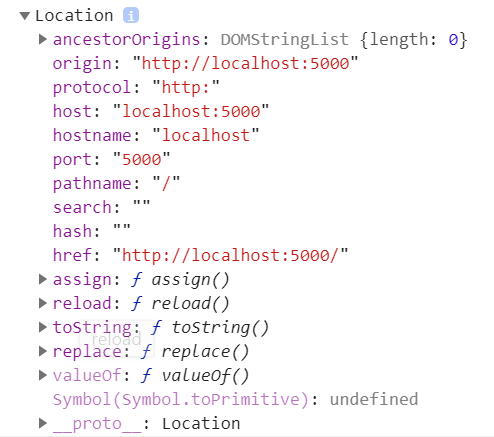 Location i
ancestorOrigins: DOMStringList {length: 0}
origin: "http://localhost:5000"
protocol: "http:"
host: "localhost:5000"
hostname: "localhost"
port: "5000"
pathname: "/"
search: ""
hash: ""
href: "http://localhost:5000/"
assign: ƒ assign()
reload: ƒ reload()
toString: ƒ toString()
reload
replace: ƒ replace()
valueOf: ƒ valueOf()
Symbol(Symbol.toPrimitive): undefined
__proto__: Location